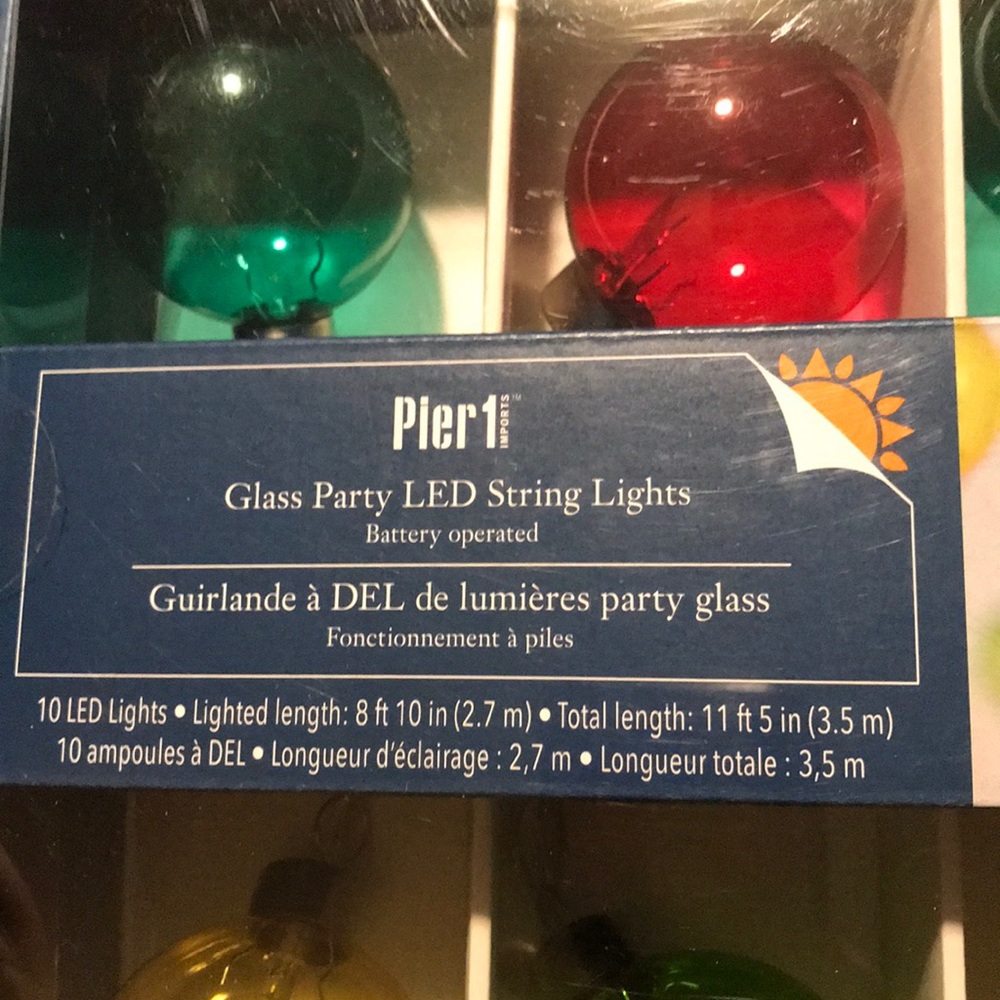 Pier1 IMPORTS™
Glass Party LED String Lights
Battery operated
Guirlande à DEL de lumières party glass
Fonctionnement à piles
10 LED Lights • Lighted length: 8 ft 10 in (2.7 m) • Total length: 11 ft 5 in (3.5 m)
10 ampoules à DEL • Longueur d'éclairage : 2,7 m • Longueur totale : 3,5 m